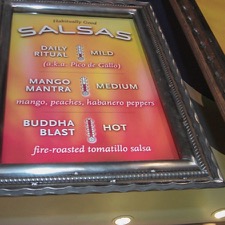 Habitually Good
SALSAS
DAILY RITUAL MILD
(a.k.a. Pico de Gallo)
MANGO MANTRA MEDIUM
mango, peaches, habanero peppers
BUDDHA BLAST HOT
fire-roasted tomatillo salsa